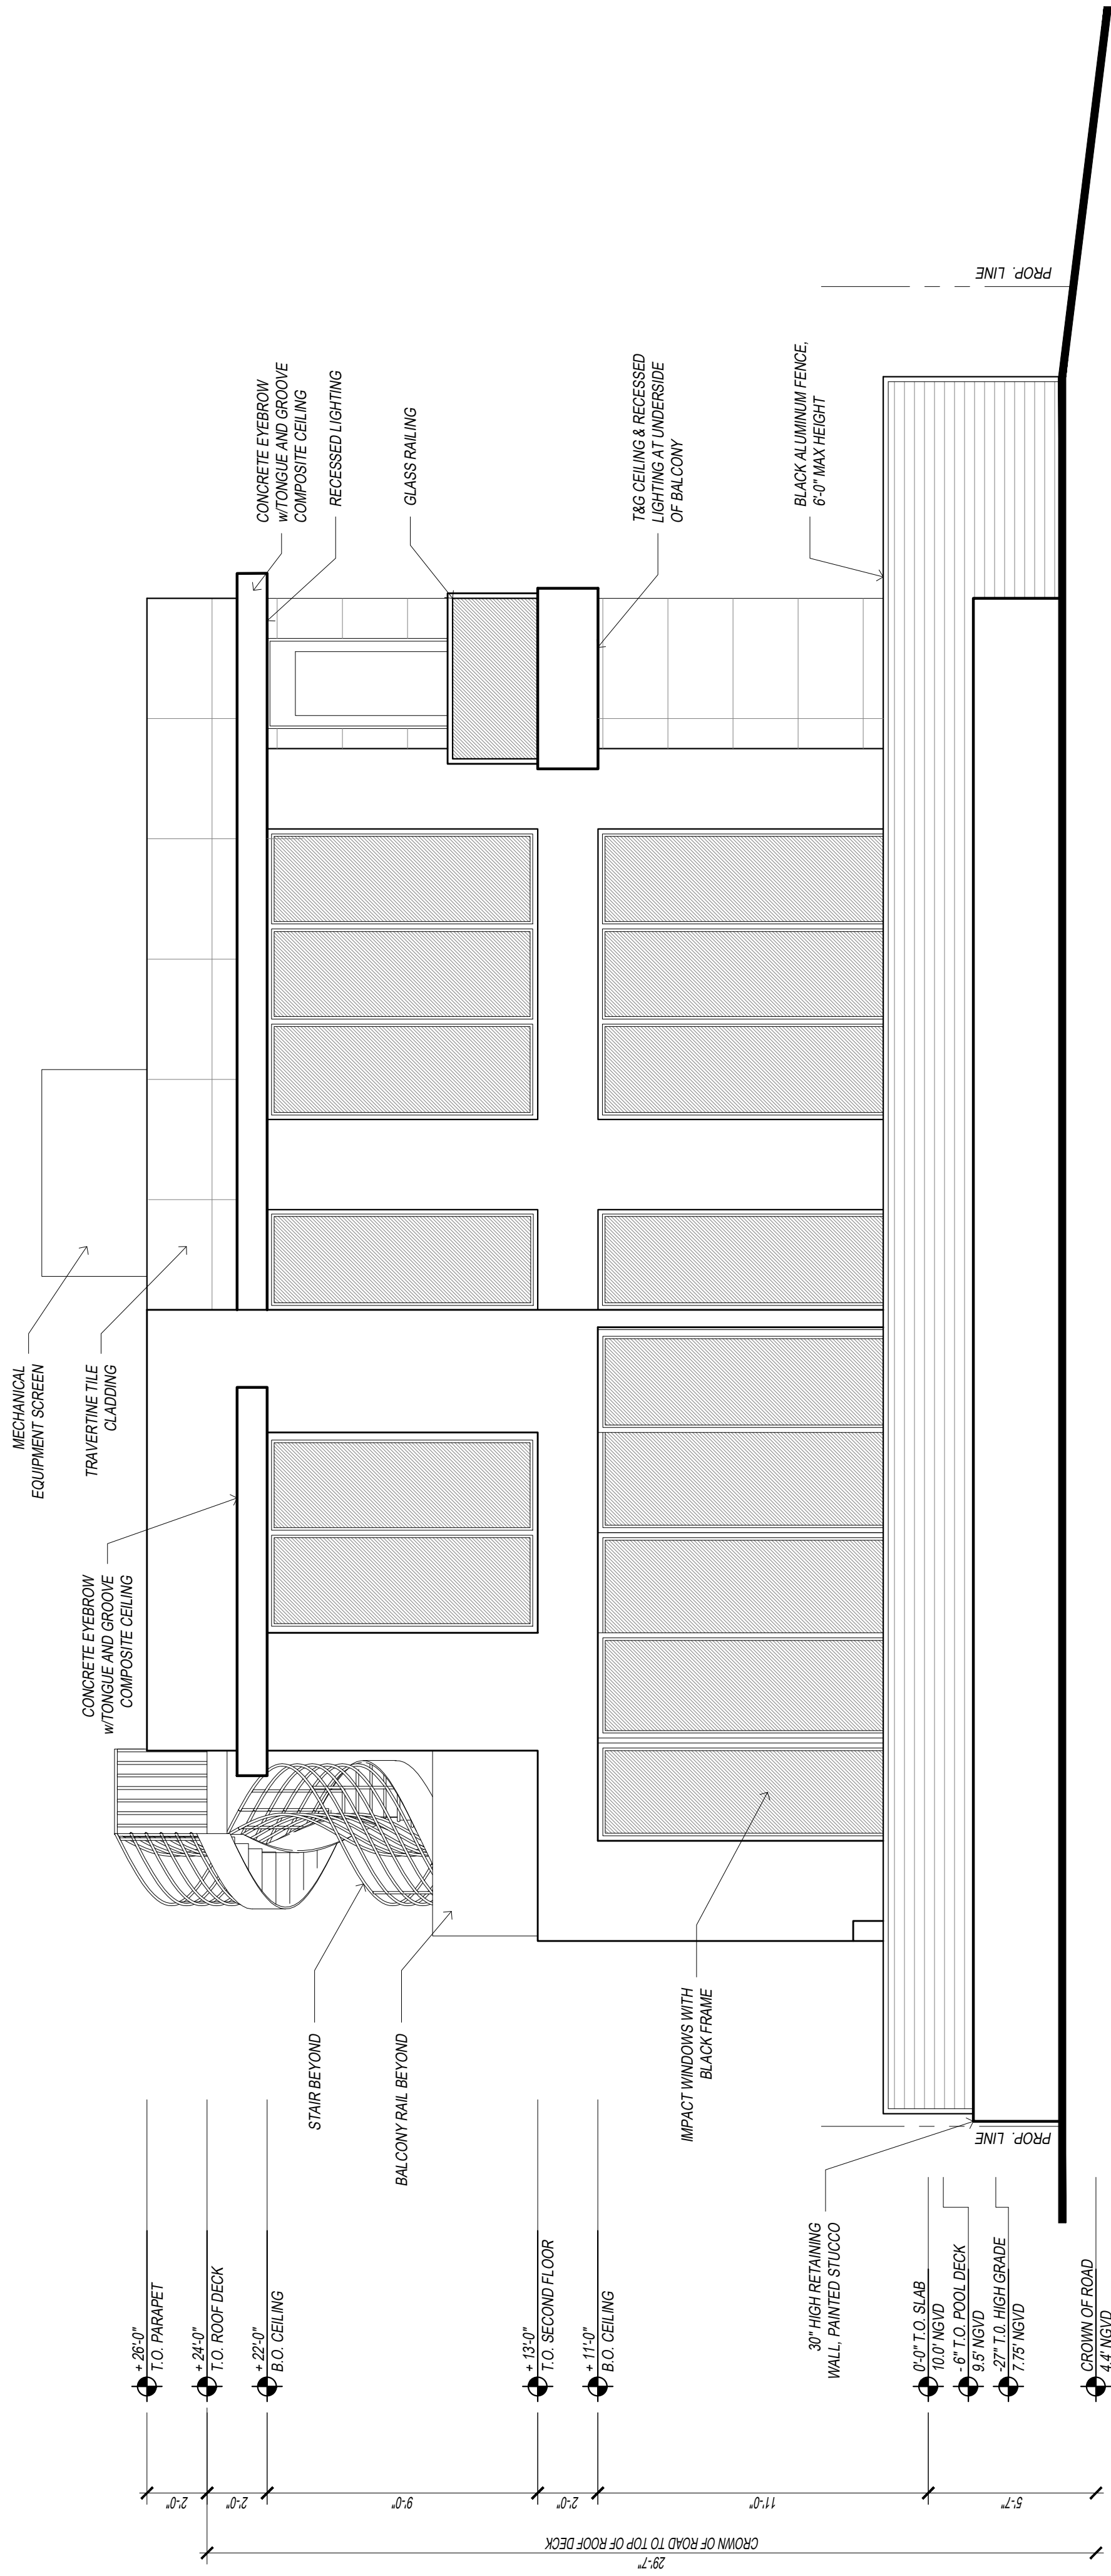 MECHANICAL
EQUIPMENT SCREEN
TRAVERTINE TILE
CLADDING
CONCRETE EYEBROW
w/TONGUE AND GROOVE
COMPOSITE CEILING
CONCRETE EYEBROW
w/TONGUE AND GROOVE
COMPOSITE CEILING
RECESSED LIGHTING
GLASS RAILING
T&G CEILING & RECESSED
LIGHTING AT UNDERSIDE
OF BALCONY
BLACK ALUMINUM FENCE,
6'-0" MAX HEIGHT
PROP. LINE
STAIR BEYOND
BALCONY RAIL BEYOND
IMPACT WINDOWS WITH
BLACK FRAME
30" HIGH RETAINING
WALL, PAINTED STUCCO
PROP. LINE
+ 26'-0"
T.O. PARAPET
+ 24'-0"
T.O. ROOF DECK
+ 22'-0"
B.O. CEILING
+ 13'-0"
T.O. SECOND FLOOR
+ 11'-0"
B.O. CEILING
0'-0" T.O. SLAB
10.0' NGVD
- 6" T.O. POOL DECK
9.5' NGVD
-27" T.0. HIGH GRADE
7.75' NGVD
CROWN OF ROAD
4.4' NGVD
2'-0"
2'-0"
9'-0"
2'-0"
11'-0"
5'-7"
29'-7"
CROWN OF ROAD TO TOP OF ROOF DECK